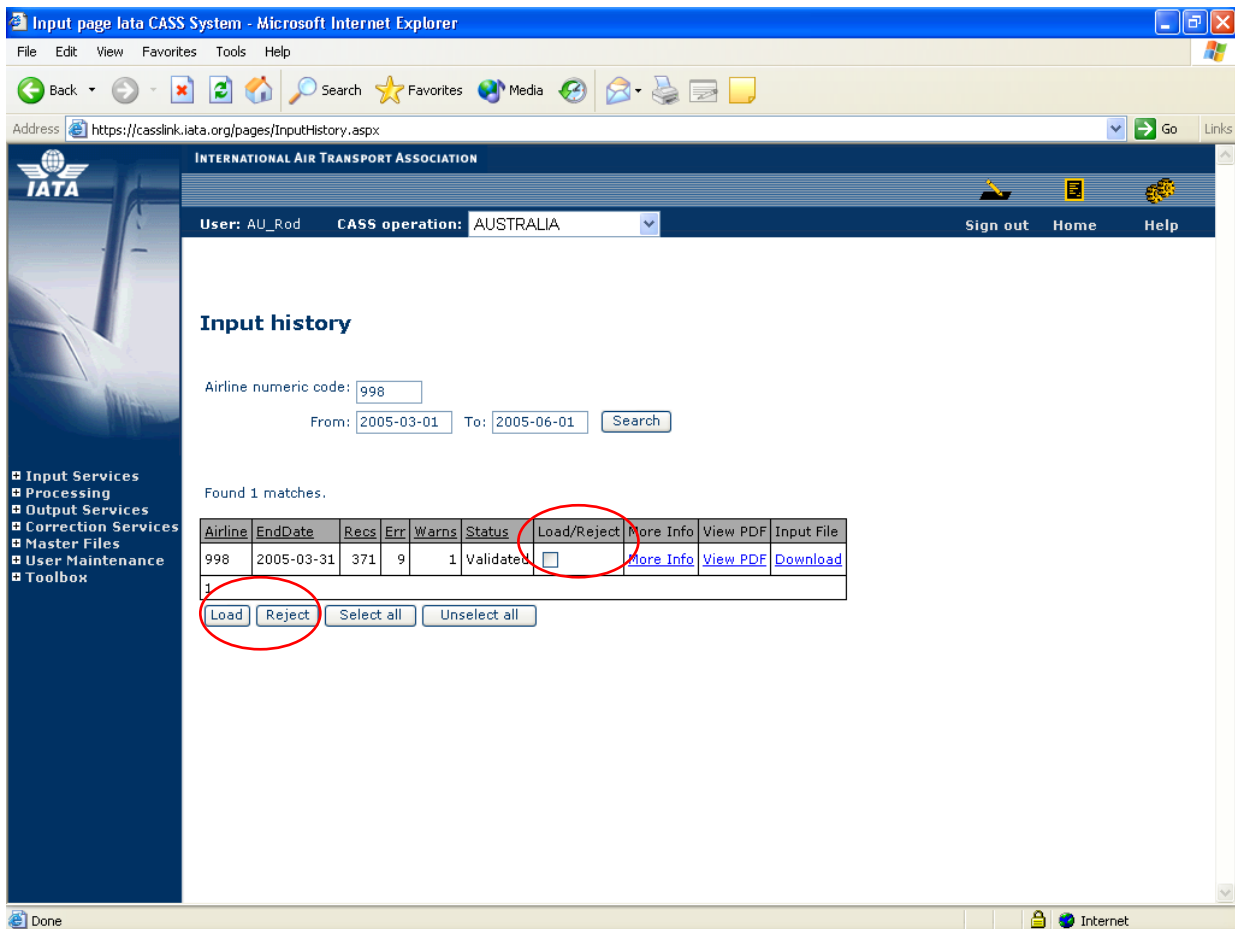 Input page Iata CASS System - Microsoft Internet Explorer
File Edit View Favorites Tools Help
Back Search Favorites Media
Address https://casslink.iata.org/pages/InputHistory.aspx Go Links
IATA
INTERNATIONAL AIR TRANSPORT ASSOCIATION
User: AU_Rod CASS operation: AUSTRALIA Sign out Home Help
Input history
Airline numeric code: 998
From: 2005-03-01 To: 2005-06-01 Search
Input Services
Processing
Output Services
Correction Services
Master Files
User Maintenance
Toolbox
Found 1 matches.
Airline EndDate Recs Err Warns Status Load/Reject More Info View PDF Input File
998 2005-03-31 371 9 1 Validated More Info View PDF Download
1
Load Reject Select all Unselect all
Done Internet